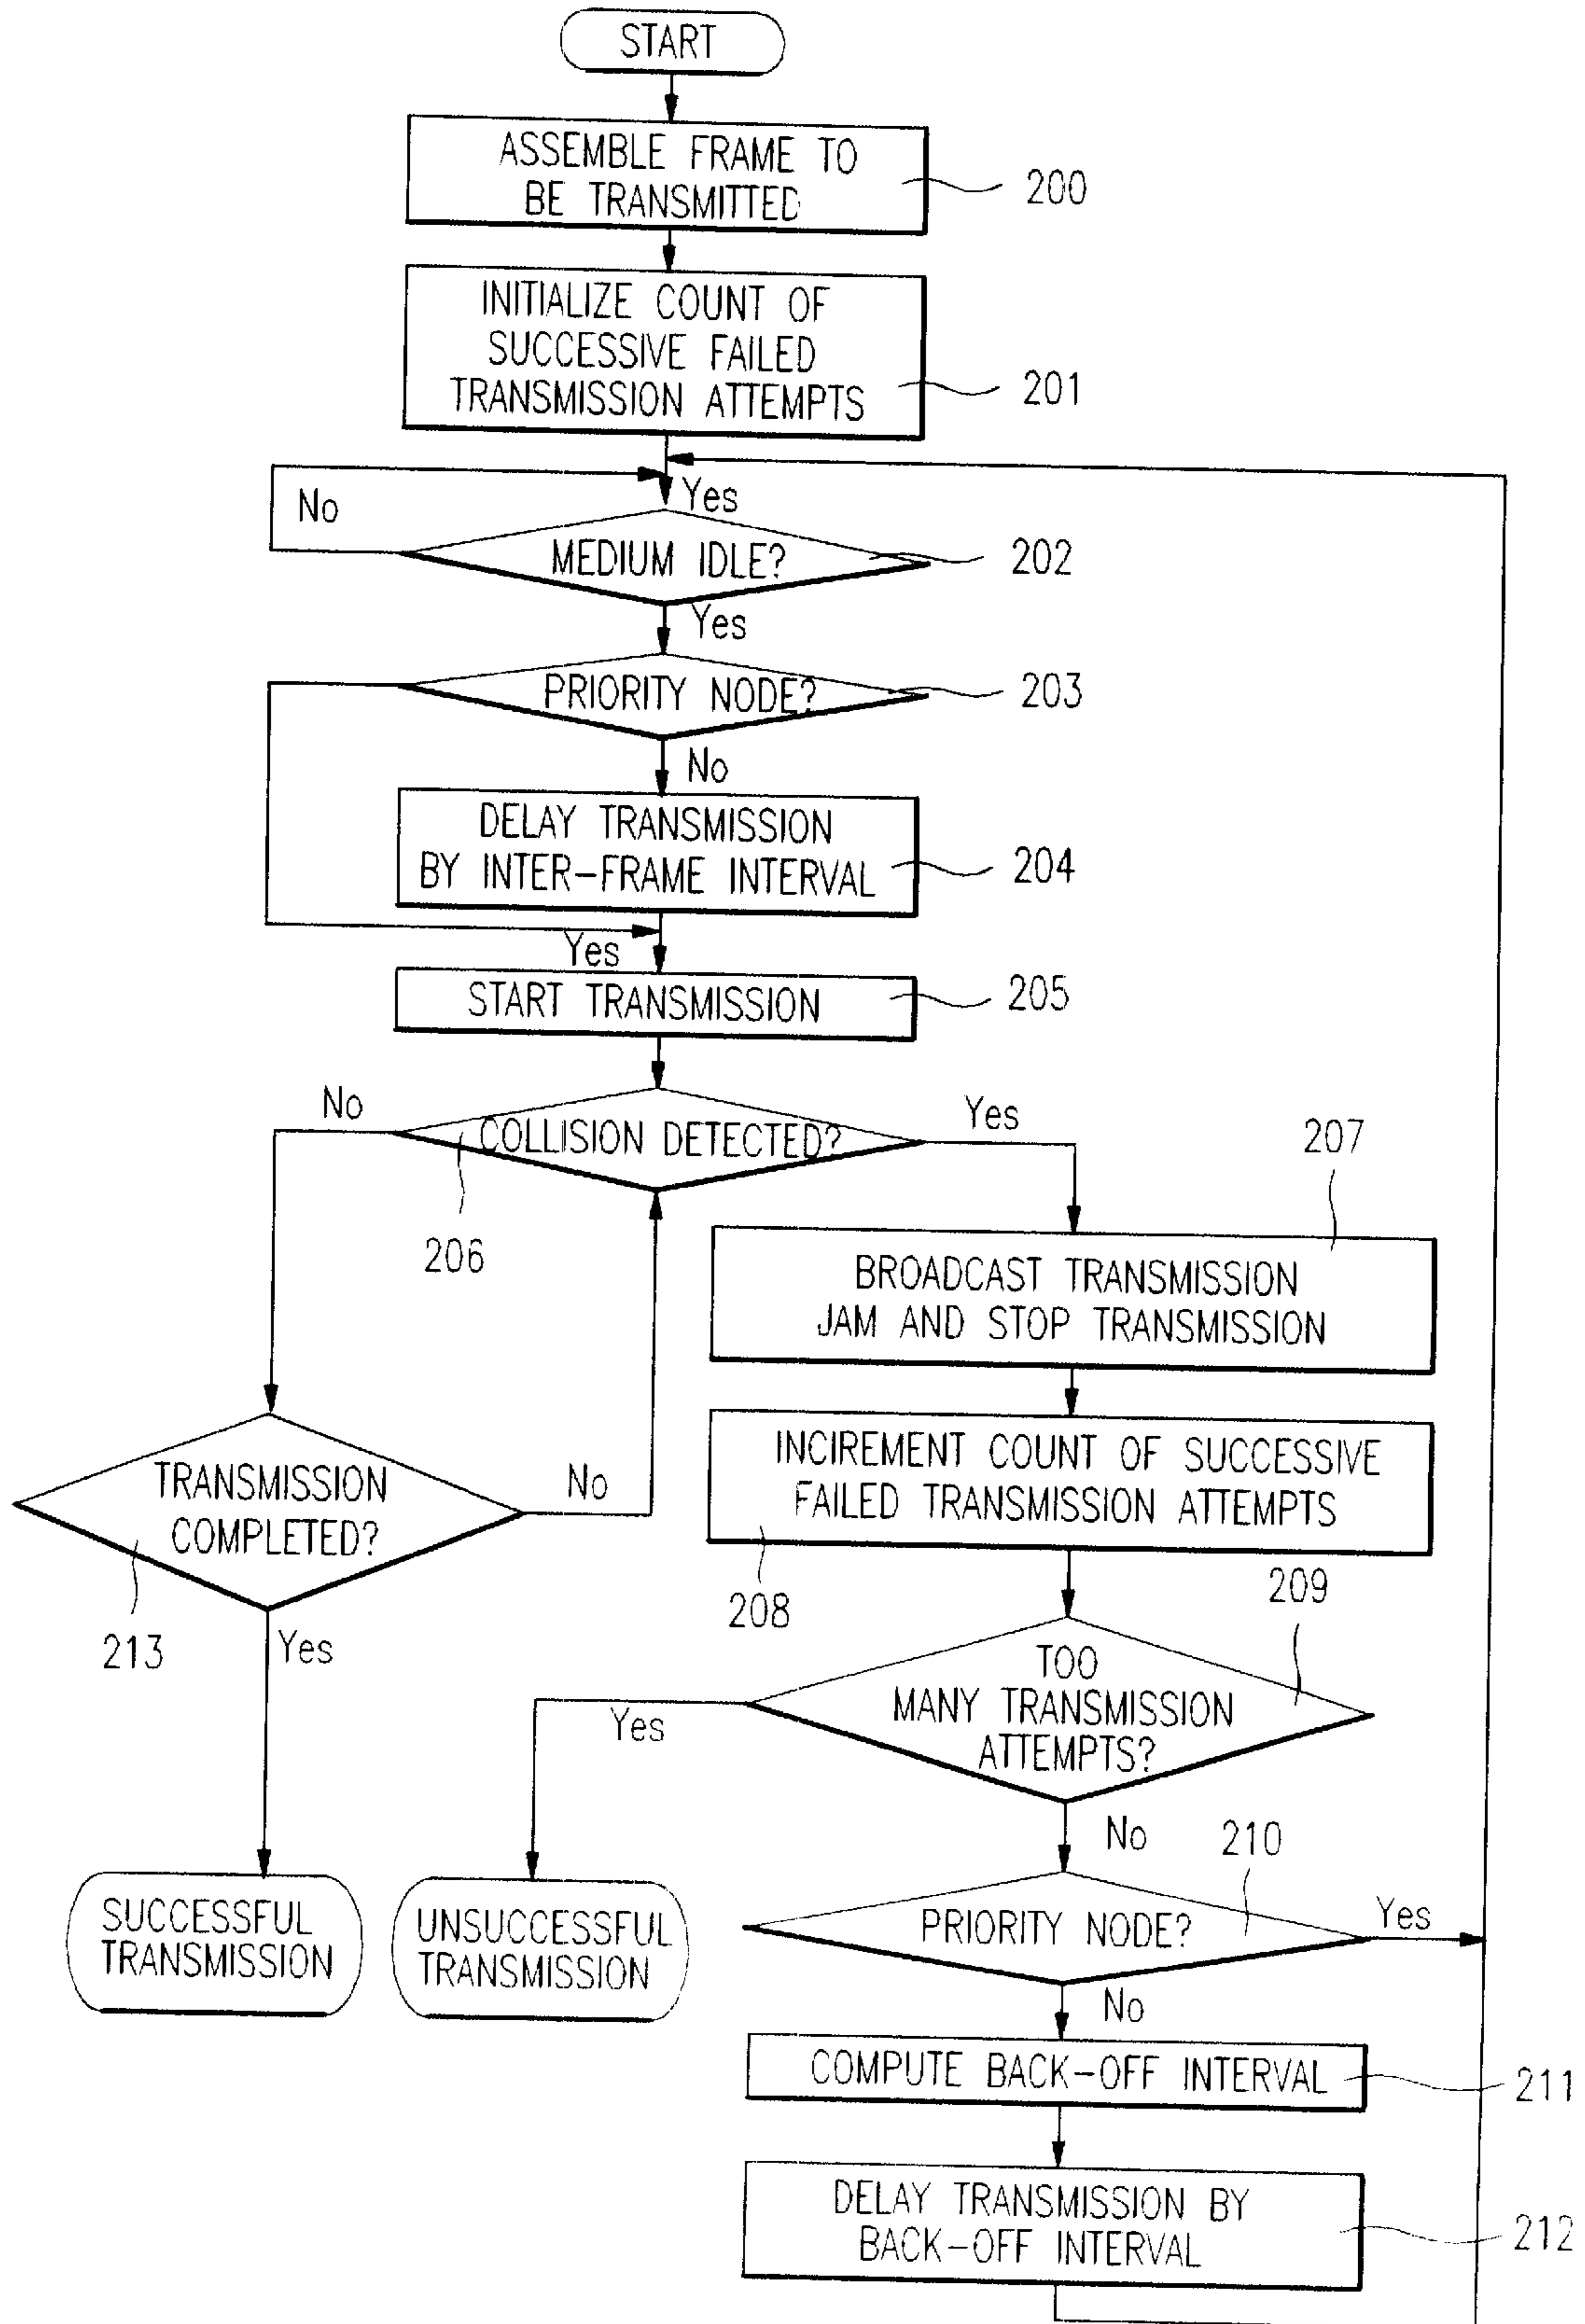 START
ASSEMBLE FRAME TO
BE TRANSMITTED
200
INITIALIZE COUNT OF
SUCCESSIVE FAILED
TRANSMISSION ATTEMPTS
201
No
Yes
MEDIUM IDLE?
202
Yes
PRIORITY NODE?
203
No
DELAY TRANSMISSION
BY INTER-FRAME INTERVAL
204
Yes
START TRANSMISSION
205
No
COLLISION DETECTED?
Yes
206
207
BROADCAST TRANSMISSION
JAM AND STOP TRANSMISSION
INCIREMENT COUNT OF SUCCESSIVE
FAILED TRANSMISSION ATTEMPTS
208
TRANSMISSION
COMPLETED?
No
213
Yes
209
TOO
MANY TRANSMISSION
ATTEMPTS?
Yes
No
210
PRIORITY NODE?
Yes
SUCCESSFUL
TRANSMISSION
UNSUCCESSFUL
TRANSMISSION
No
COMPUTE BACK-OFF INTERVAL
211
DELAY TRANSMISSION BY
BACK-OFF INTERVAL
212